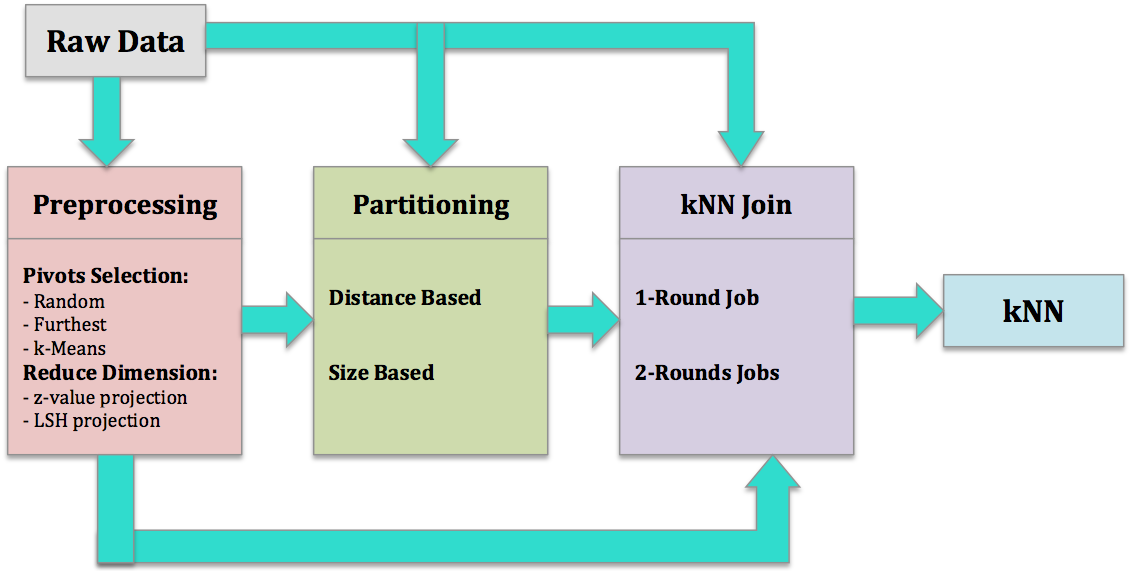 Raw Data
Preprocessing
Pivots Selection:
- Random
- Furthest
- k-Means
Reduce Dimension:
- z-value projection
- LSH projection
Partitioning
Distance Based
Size Based
kNN Join
1-Round Job
2-Rounds Jobs
kNN